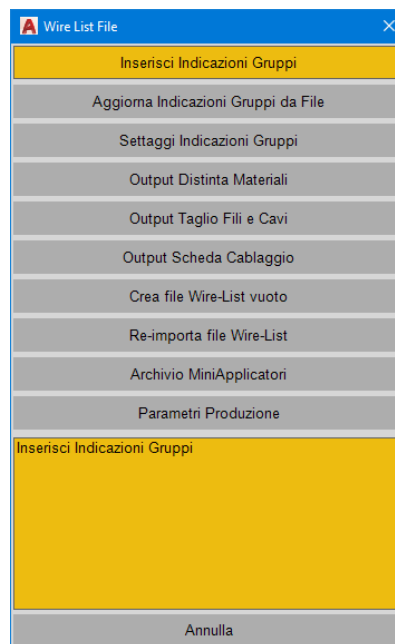 Wire List File
Inserisci Indicazioni Gruppi
Aggiorna Indicazioni Gruppi da File
Settaggi Indicazioni Gruppi
Output Distinta Materiali
Output Taglio Fili e Cavi
Output Scheda Cablaggio
Crea file Wire-List vuoto
Re-importa file Wire-List
Archivio MiniApplicatori
Parametri Produzione
Inserisci Indicazioni Gruppi
Annulla